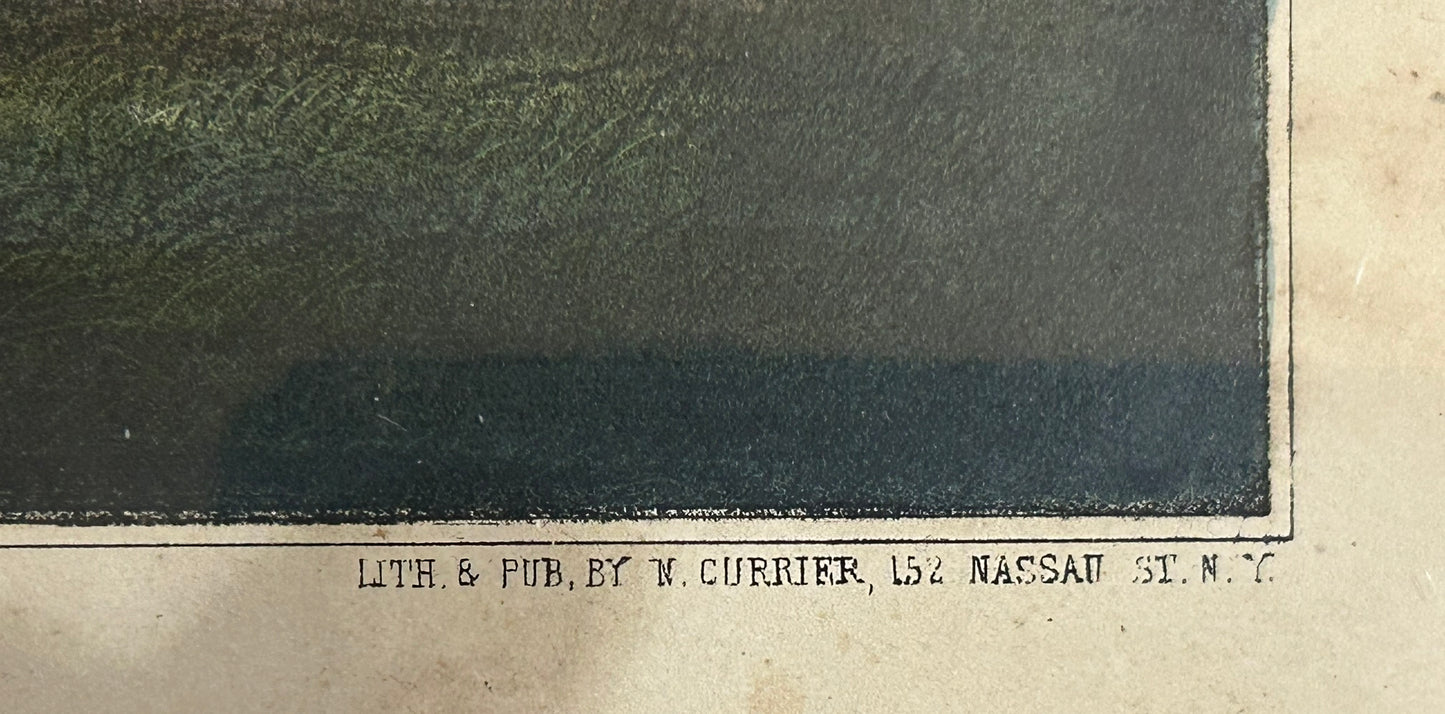 LITH. & PUB, BY N. CURRIER, 152 NASSAU ST. N. Y.